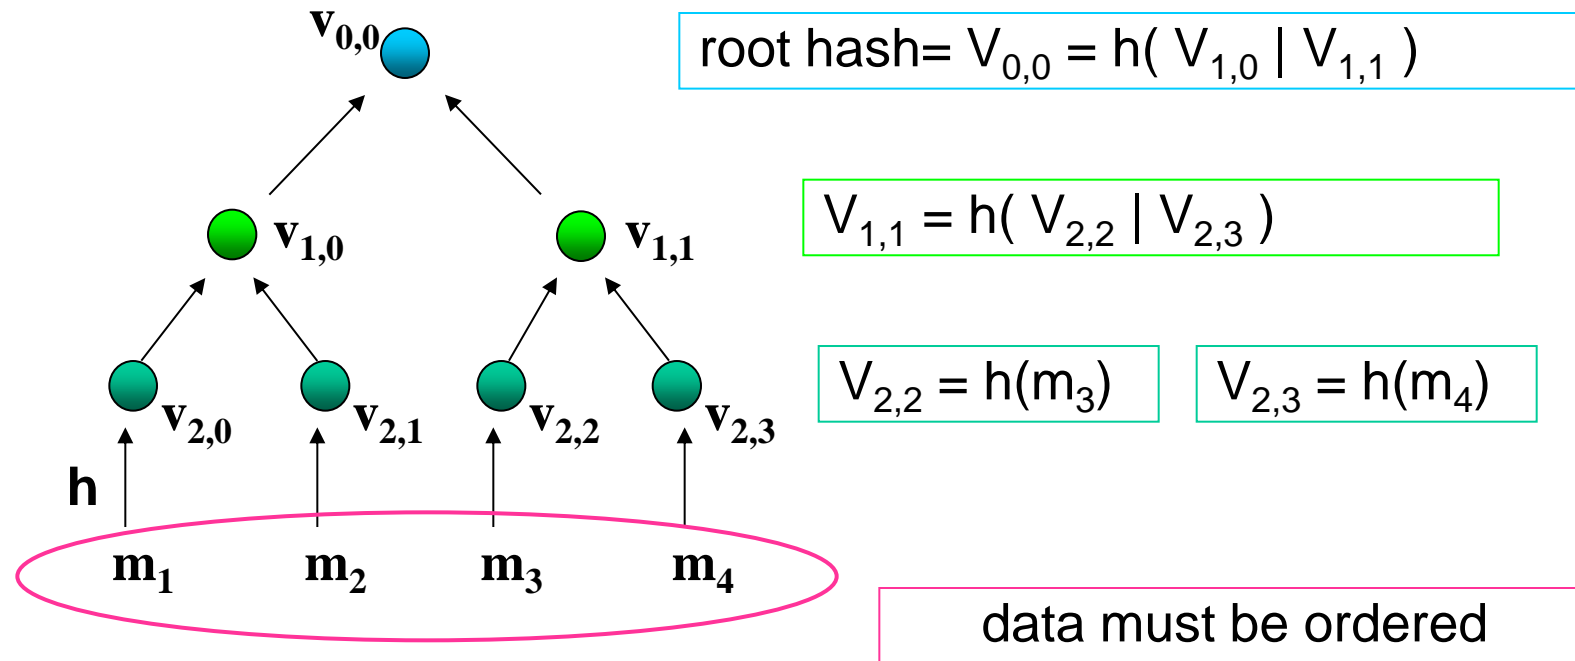 v0,0
root hash= V0,0 = h( V1,0 | V1,1 )
v1,0
v1,1
V1,1 = h( V2,2 | V2,3 )
v2,0
v2,1
v2,2
v2,3
V2,2 = h(m3)
V2,3 = h(m4)
h
m1
m2
m3
m4
data must be ordered